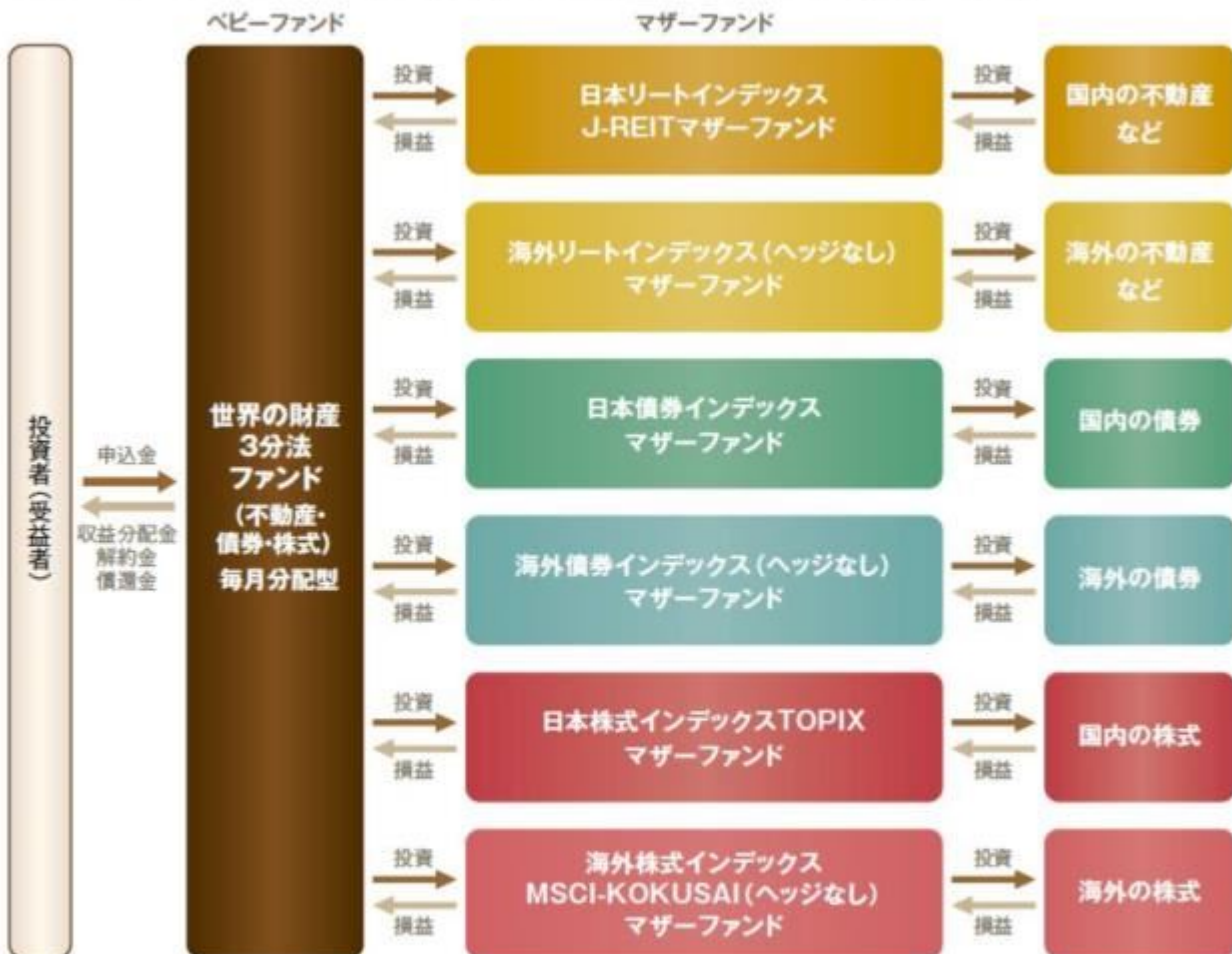 ベビーファンド
マザーファンド
投資者(受益者)
申込金
収益分配金
解約金
償還金
世界の財産
3分法
ファンド
(不動産・
債券・株式)
毎月分配型
投資
損益
日本リートインデックス
J-REITマザーファンド
投資
損益
国内の不動産
など
投資
損益
海外リートインデックス(ヘッジなし)
マザーファンド
投資
損益
海外の不動産
など
投資
損益
日本債券インデックス
マザーファンド
投資
損益
国内の債券
投資
損益
海外債券インデックス(ヘッジなし)
マザーファンド
投資
損益
海外の債券
投資
損益
日本株式インデックスTOPIX
マザーファンド
投資
損益
国内の株式
投資
損益
海外株式インデックス
MSCI-KOKUSAI(ヘッジなし)
マザーファンド
投資
損益
海外の株式